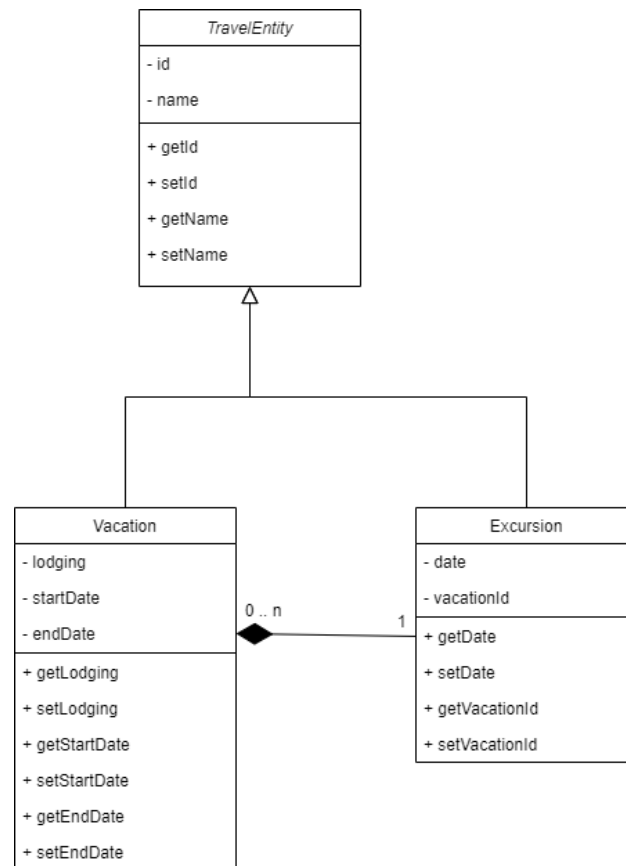 TravelEntity
- id
- name
+ getId
+ setId
+ getName
+ setName
Vacation
- lodging
- startDate
- endDate
+ getLodging
+ setLodging
+ getStartDate
+ setStartDate
+ getEndDate
+ setEndDate
0 .. n
1
Excursion
- date
- vacationId
+ getDate
+ setDate
+ getVacationId
+ setVacationId